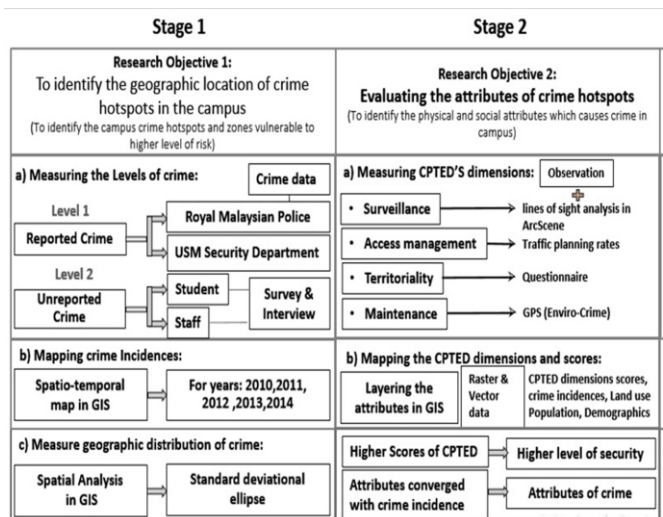 Stage 1
Research Objective 1:
To identify the geographic location of crime
hotspots in the campus
(To identify the campus crime hotspots and zones vulnerable to
higher level of risk)
a) Measuring the Levels of crime:
Crime data
Level 1
Reported Crime
Royal Malaysian Police
USM Security Department
Level 2
Unreported
Crime
Student
Staff
Survey &
Interview
b) Mapping crime Incidences:
Spatio-temporal
map in GIS
For years: 2010,2011,
2012 ,2013,2014
c) Measure geographic distribution of crime:
Spatial Analysis
in GIS
Standard deviational
ellipse
Stage 2
Research Objective 2:
Evaluating the attributes of crime hotspots
(To identify the physical and social attributes which causes crime in
campus)
a) Measuring CPTED'S dimensions:
Observation
• Surveillance
lines of sight analysis in
ArcScene
• Access management
Traffic planning rates
• Territoriality
Questionnaire
• Maintenance
GPS (Enviro-Crime)
b) Mapping the CPTED dimensions and scores:
Layering the
attributes in GIS
Raster &
Vector
data
CPTED dimensions scores,
crime incidences, Land use
Population, Demographics
Higher Scores of CPTED
Higher level of security
Attributes converged
with crime incidence
Attributes of crime